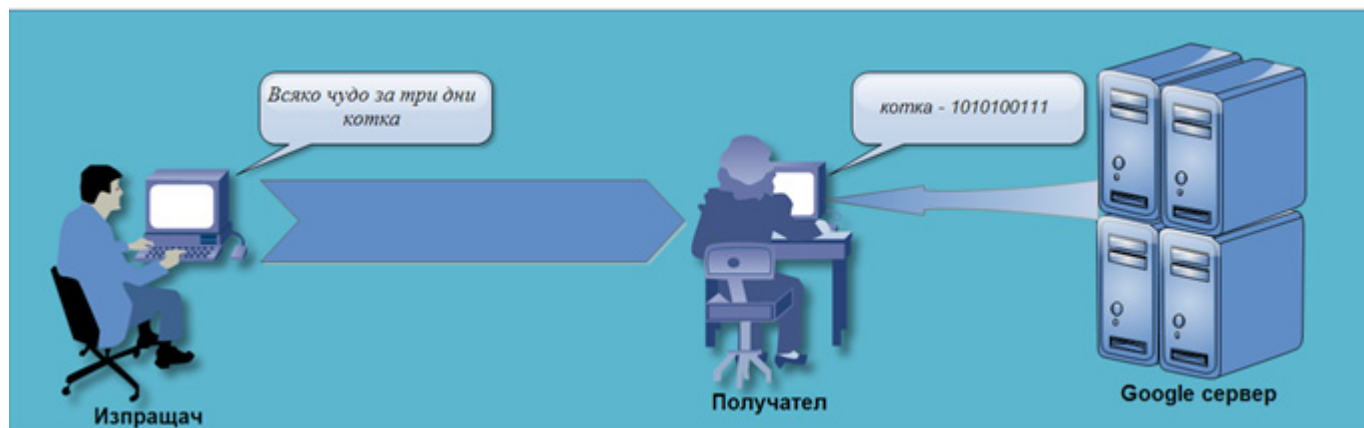 Всяко чудо за три дни
котка
котка - 1010100111
Изпращач
Получател
Google сервер